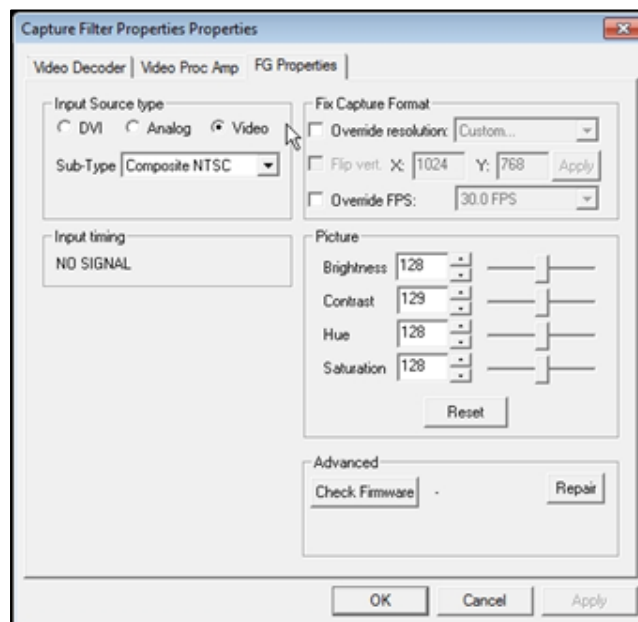 Capture Filter Properties Properties
Video Decoder Video Proc Amp FG Properties
Input Source type
DVI Analog Video
Sub-Type Composite NTSC
Input timing
NO SIGNAL
Fix Capture Format
Override resolution: Custom...
Flip vert. X: 1024 Y: 768 Apply
Override FPS: 30.0 FPS
Picture
Brightness 128
Contrast 129
Hue 128
Saturation 128
Reset
Advanced
Check Firmware - Repair
OK Cancel Apply